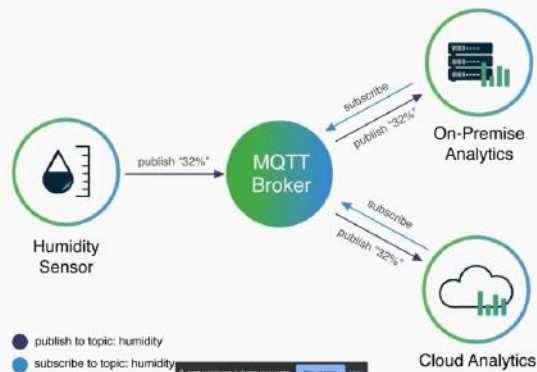 subscribe
publish "32%"
On-Premise
Analytics
publish "32%"
MQTT
Broker
Humidity
Sensor
subscribe
publish "32%"
Cloud Analytics
publish to topic: humidity
subscribe to topic: humidity